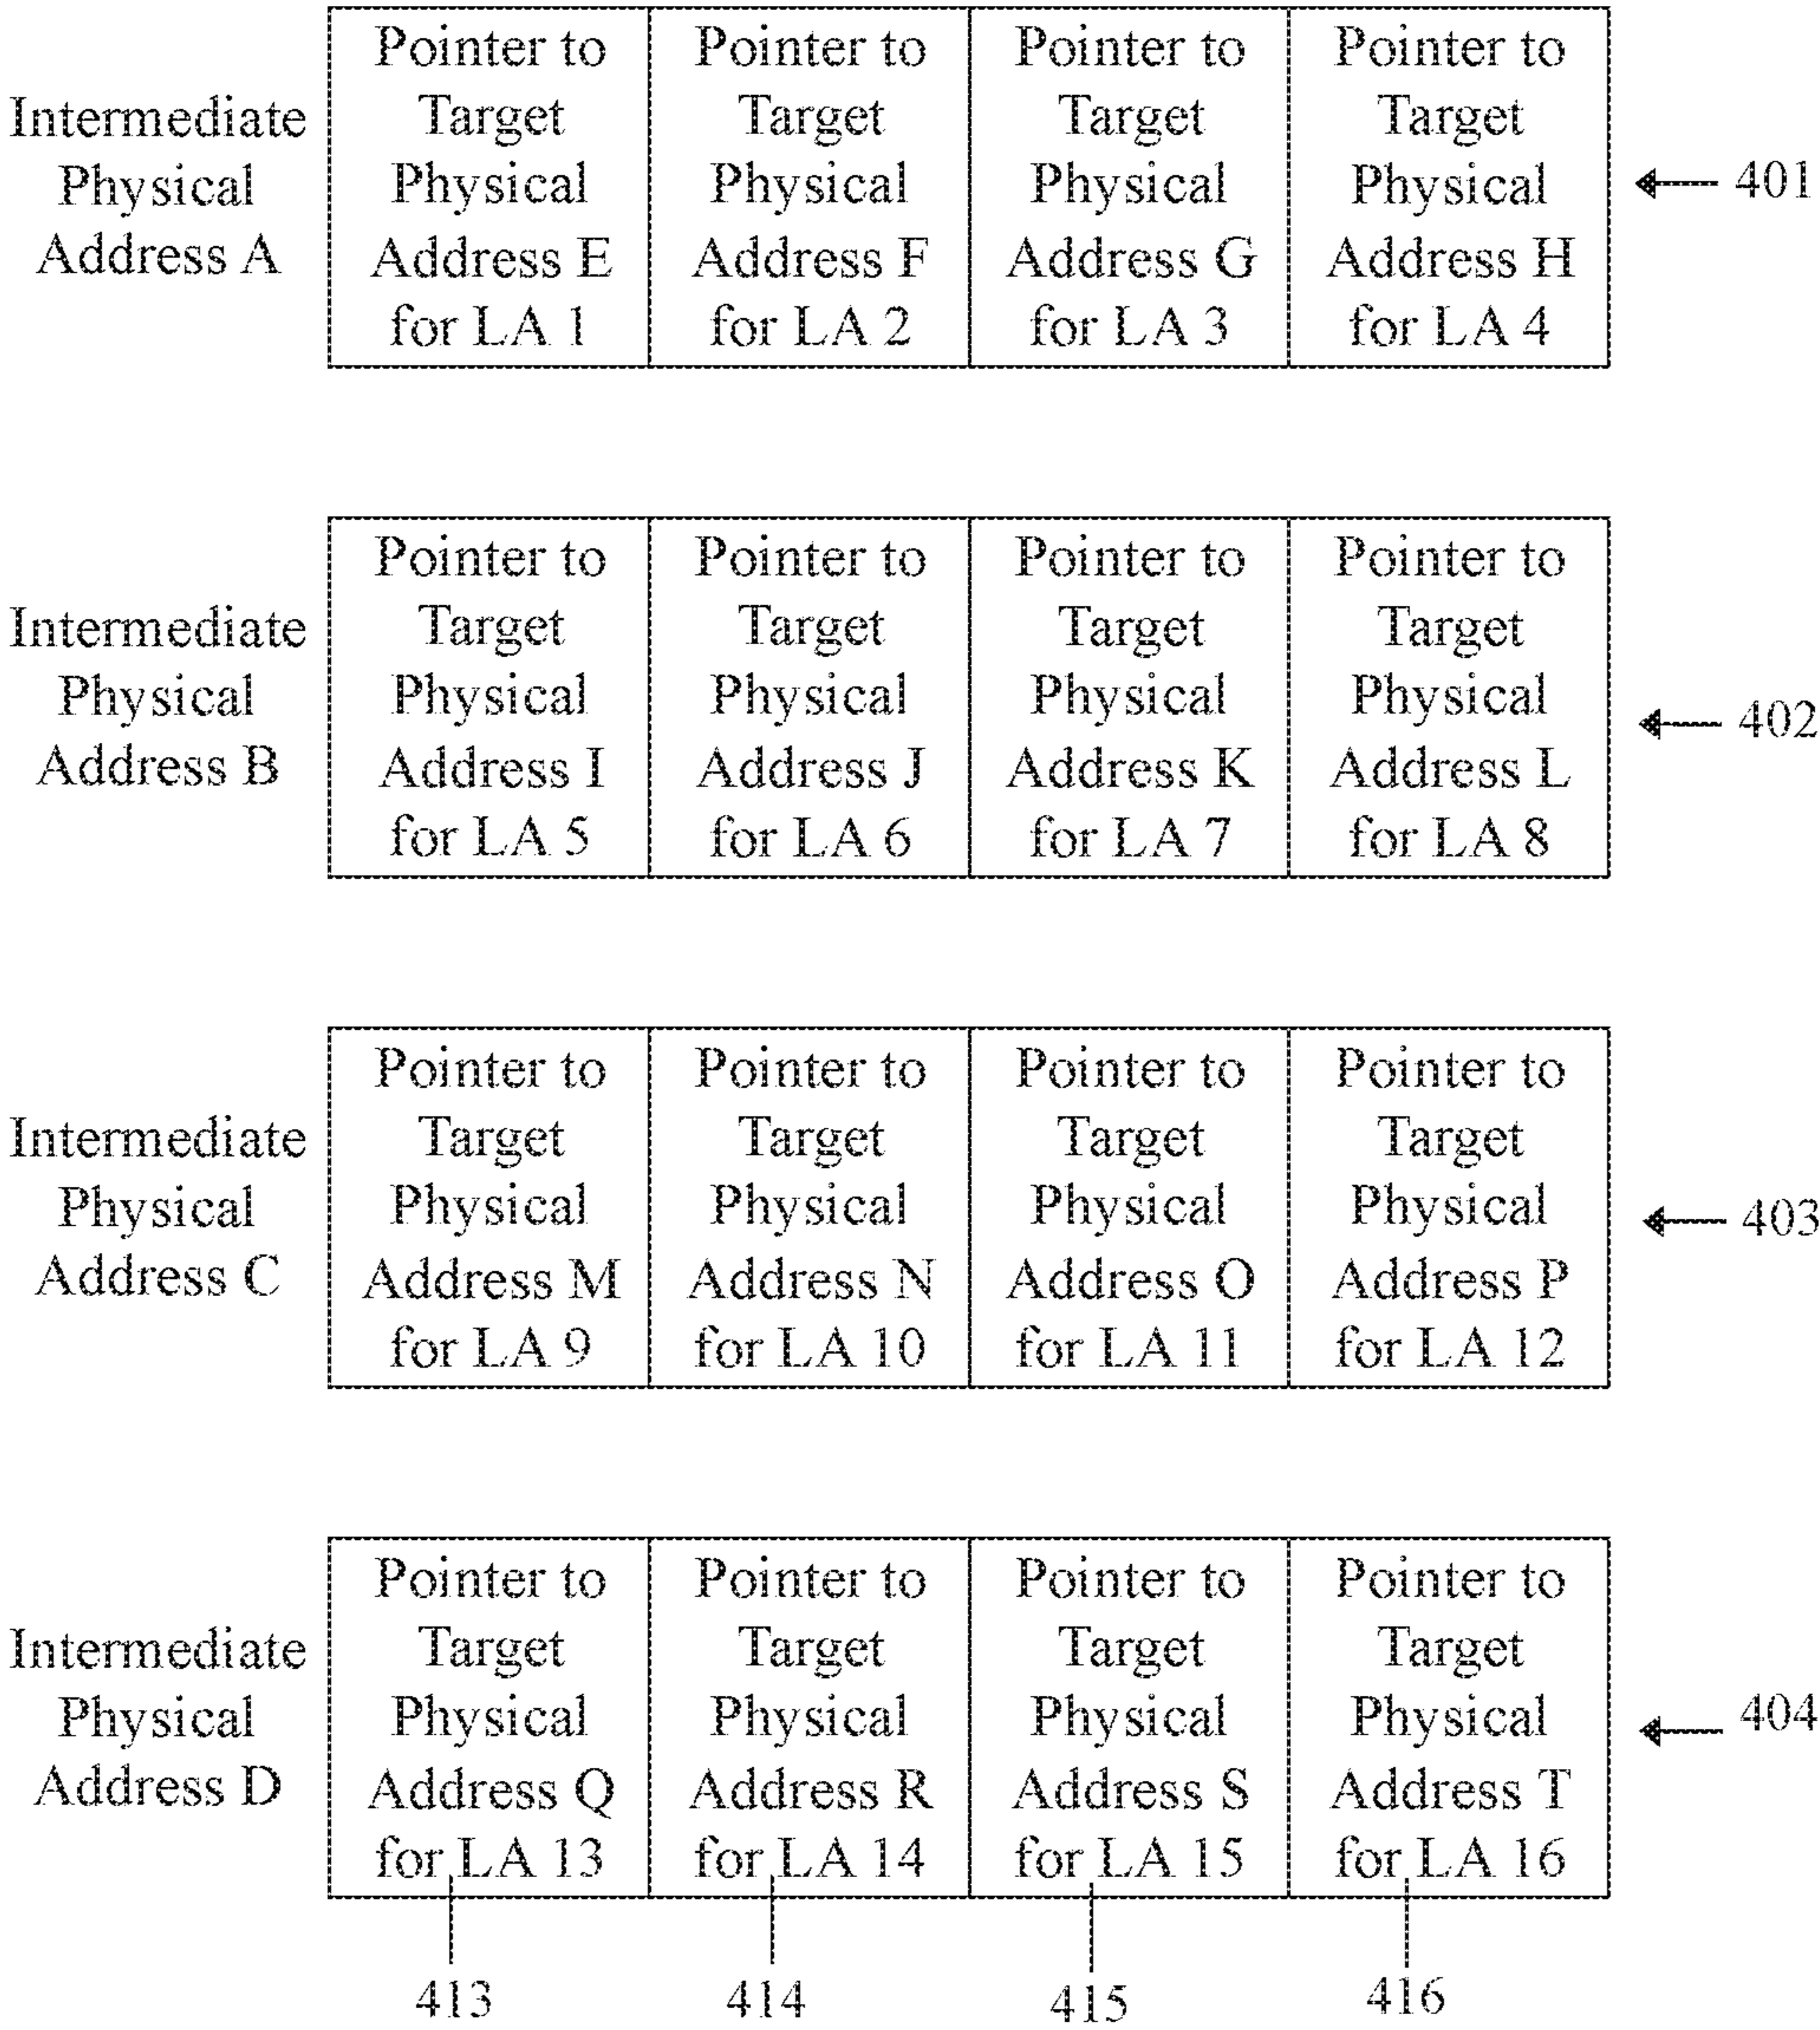 Intermediate
Physical
Address A
Pointer to
Target
Physical
Address E
for LA 1
Pointer to
Target
Physical
Address F
for LA 2
Pointer to
Target
Physical
Address G
for LA 3
Pointer to
Target
Physical
Address H
for LA 4
401
Intermediate
Physical
Address B
Pointer to
Target
Physical
Address I
for LA 5
Pointer to
Target
Physical
Address J
for LA 6
Pointer to
Target
Physical
Address K
for LA 7
Pointer to
Target
Physical
Address L
for LA 8
402
Intermediate
Physical
Address C
Pointer to
Target
Physical
Address M
for LA 9
Pointer to
Target
Physical
Address N
for LA 10
Pointer to
Target
Physical
Address O
for LA 11
Pointer to
Target
Physical
Address P
for LA 12
403
Intermediate
Physical
Address D
Pointer to
Target
Physical
Address Q
for LA 13
Pointer to
Target
Physical
Address R
for LA 14
Pointer to
Target
Physical
Address S
for LA 15
Pointer to
Target
Physical
Address T
for LA 16
404
413
414
415
416